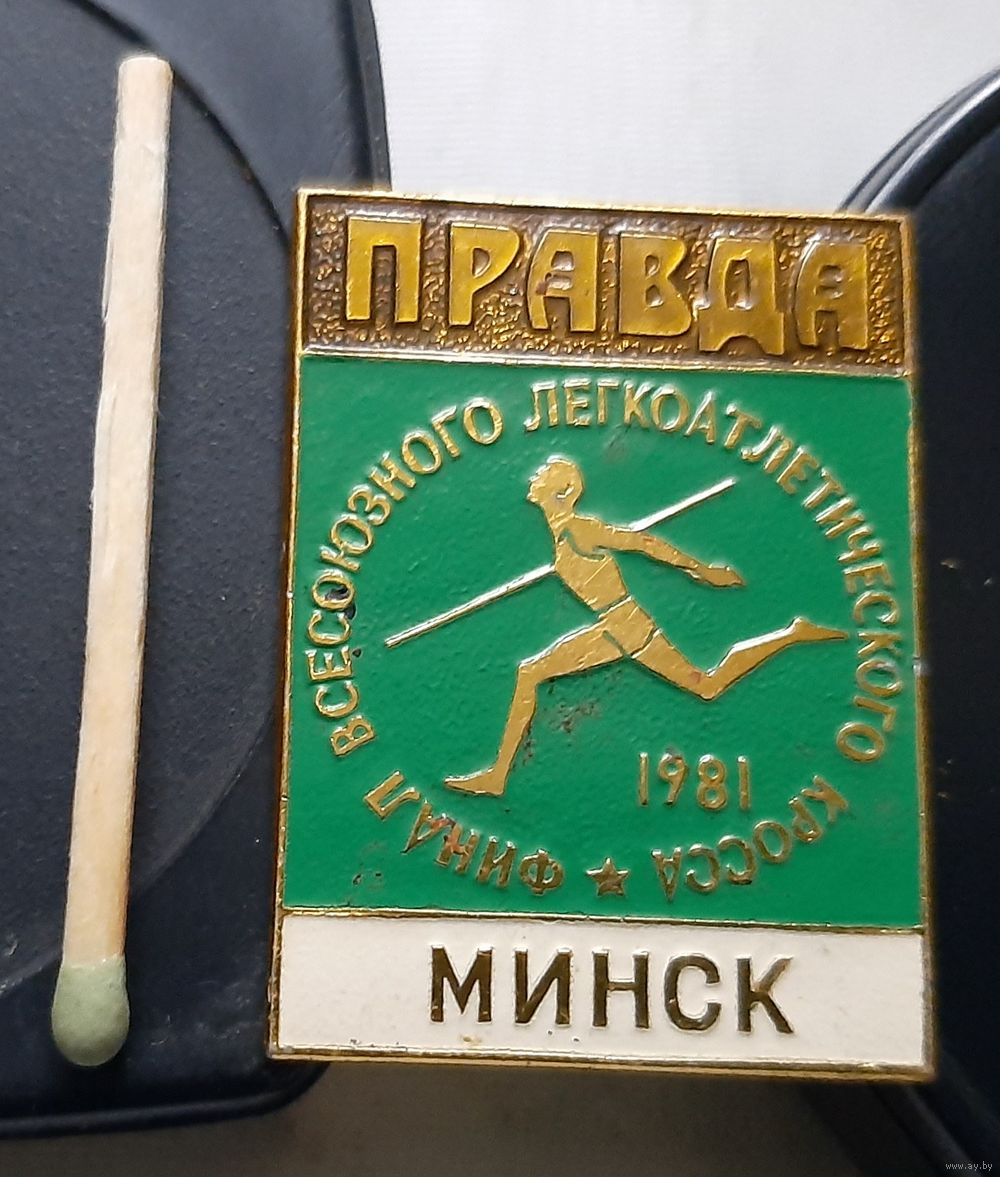 ПРАВДА
ФИНАЛ ВСЕСОЮЗНОГО ЛЕГКОАТЛЕТИЧЕСКОГО КРОССА
1981
МИНСК
www.ay.by